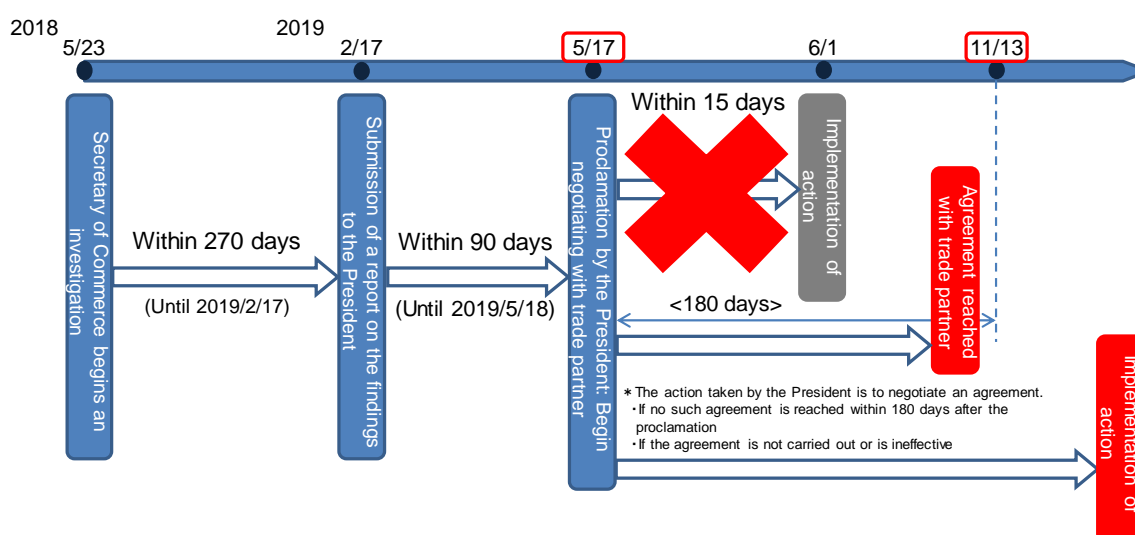 2018
2019
5/23
2/17
5/17
6/1
11/13
Secretary of Commerce begins an
investigation
Within 270 days
(Until 2019/2/17)
Submission of a report on the findings
to the President
Within 90 days
(Until 2019/5/18)
Proclamation by the President: Begin
negotiating with trade partner
Within 15 days
Implementation of
action
<180 days>
Agreement reached
with trade partner
* The action taken by the President is to negotiate an agreement.
・If no such agreement is reached within 180 days after the
proclamation
・If the agreement is not carried out or is ineffective
Implementation of
action